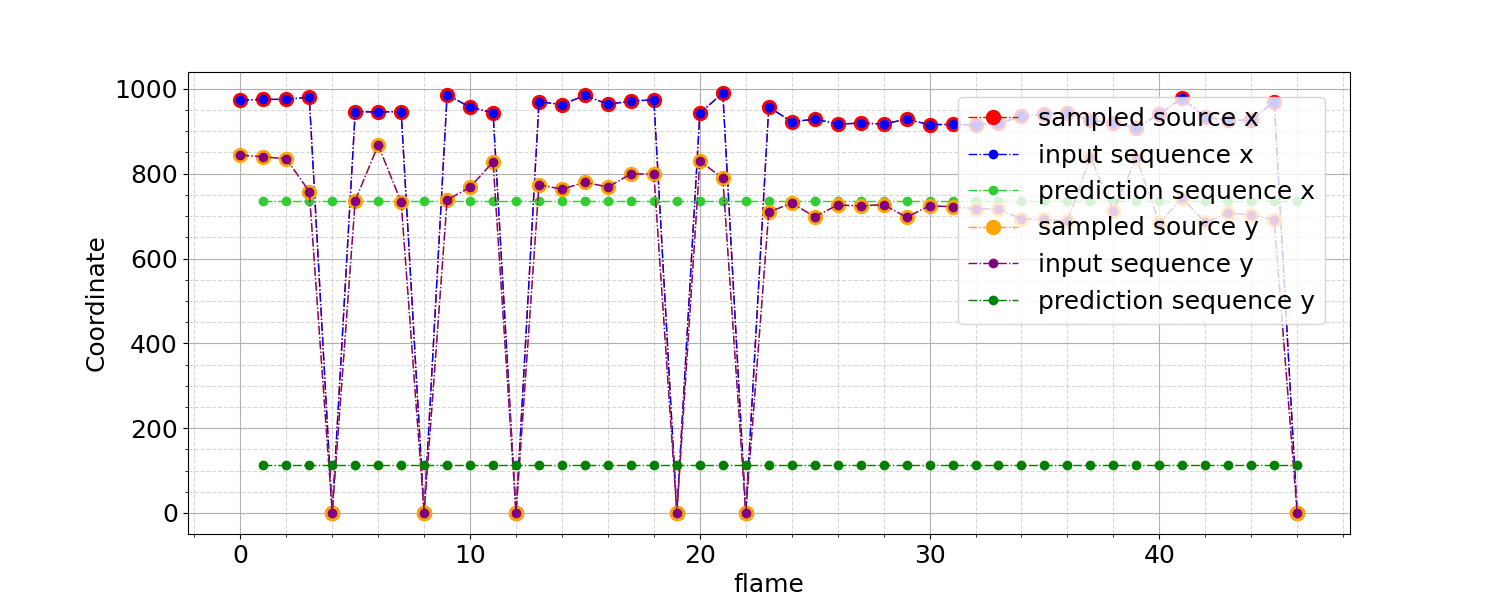 1000
800
600
400
200
0
Coordinate
0 10 20 30 40
flame
sampled source x
input sequence x
prediction sequence x
sampled source y
input sequence y
prediction sequence y